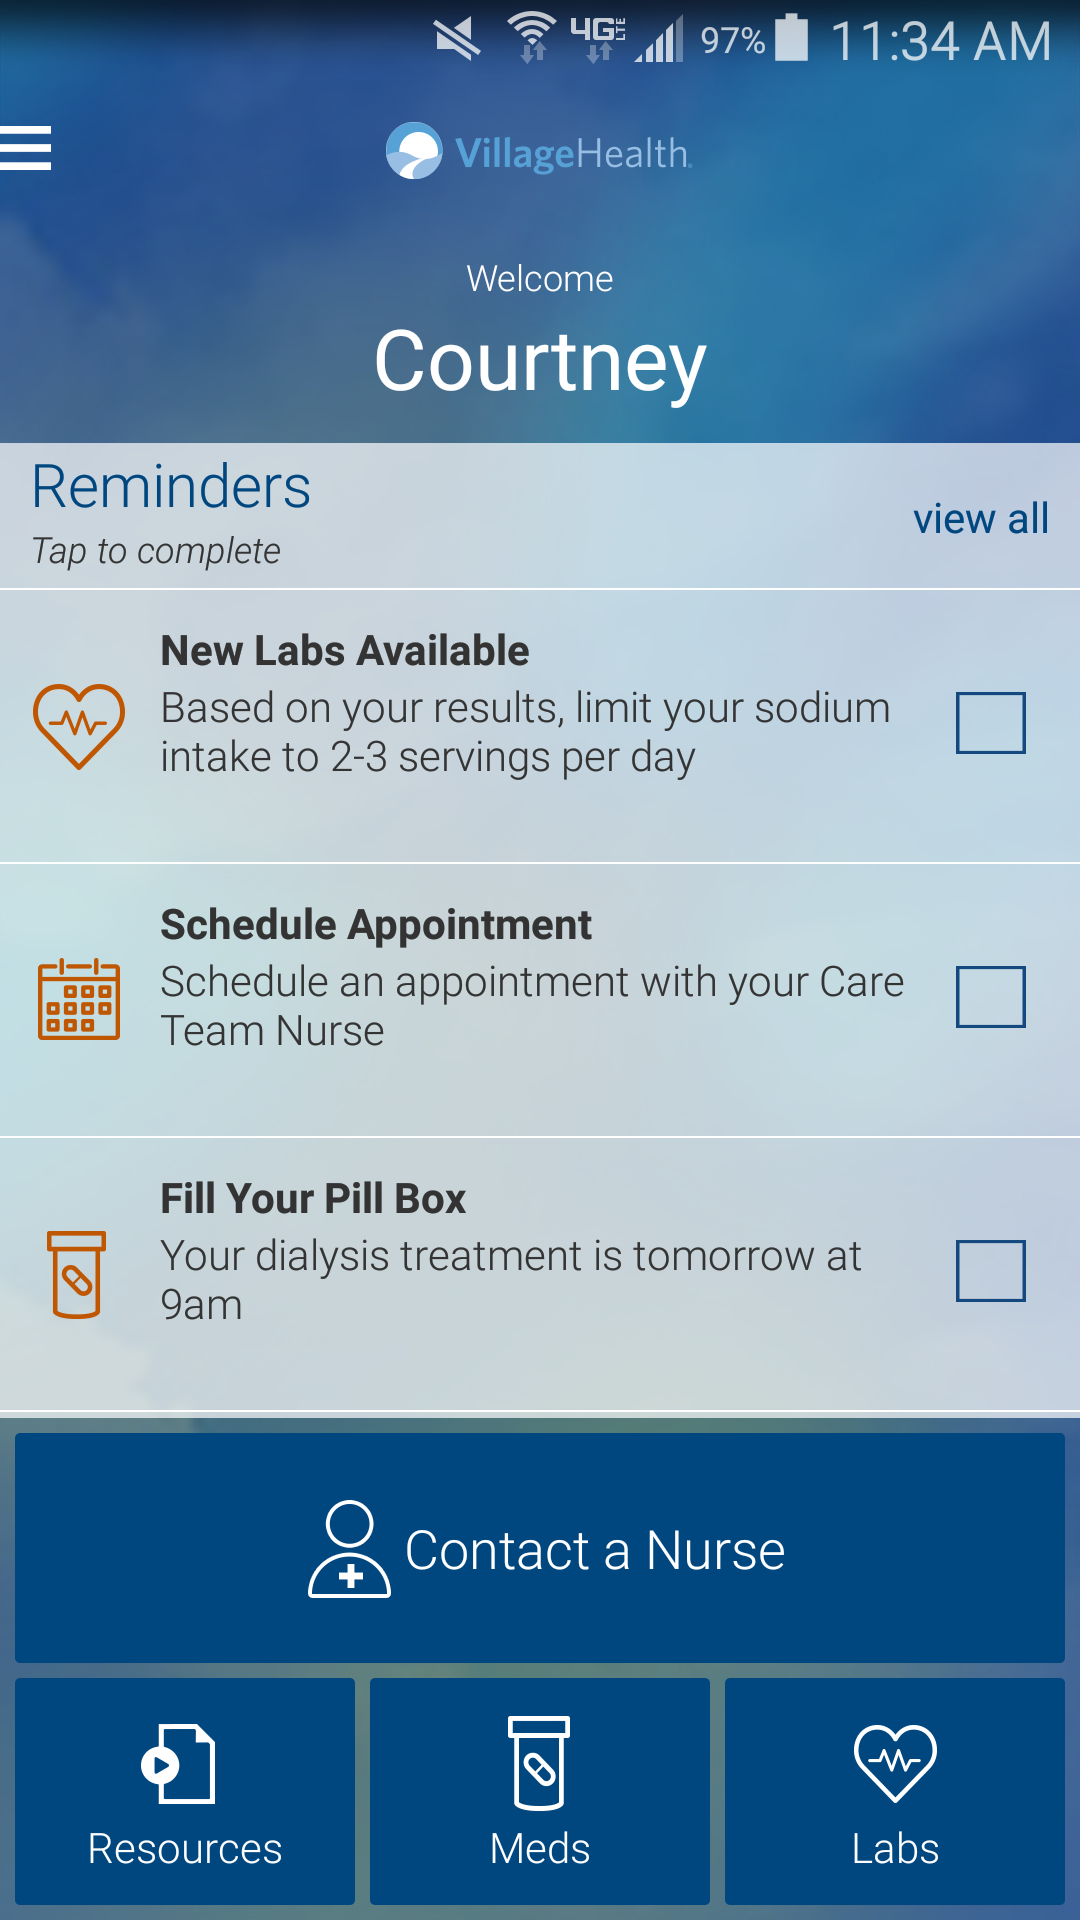 4G LTE 97% 11:34 AM
VillageHealth
Welcome
Courtney
Reminders
Tap to complete
view all
New Labs Available
Based on your results, limit your sodium
intake to 2-3 servings per day
Schedule Appointment
Schedule an appointment with your Care
Team Nurse
Fill Your Pill Box
Your dialysis treatment is tomorrow at
9am
Contact a Nurse
Resources
Meds
Labs